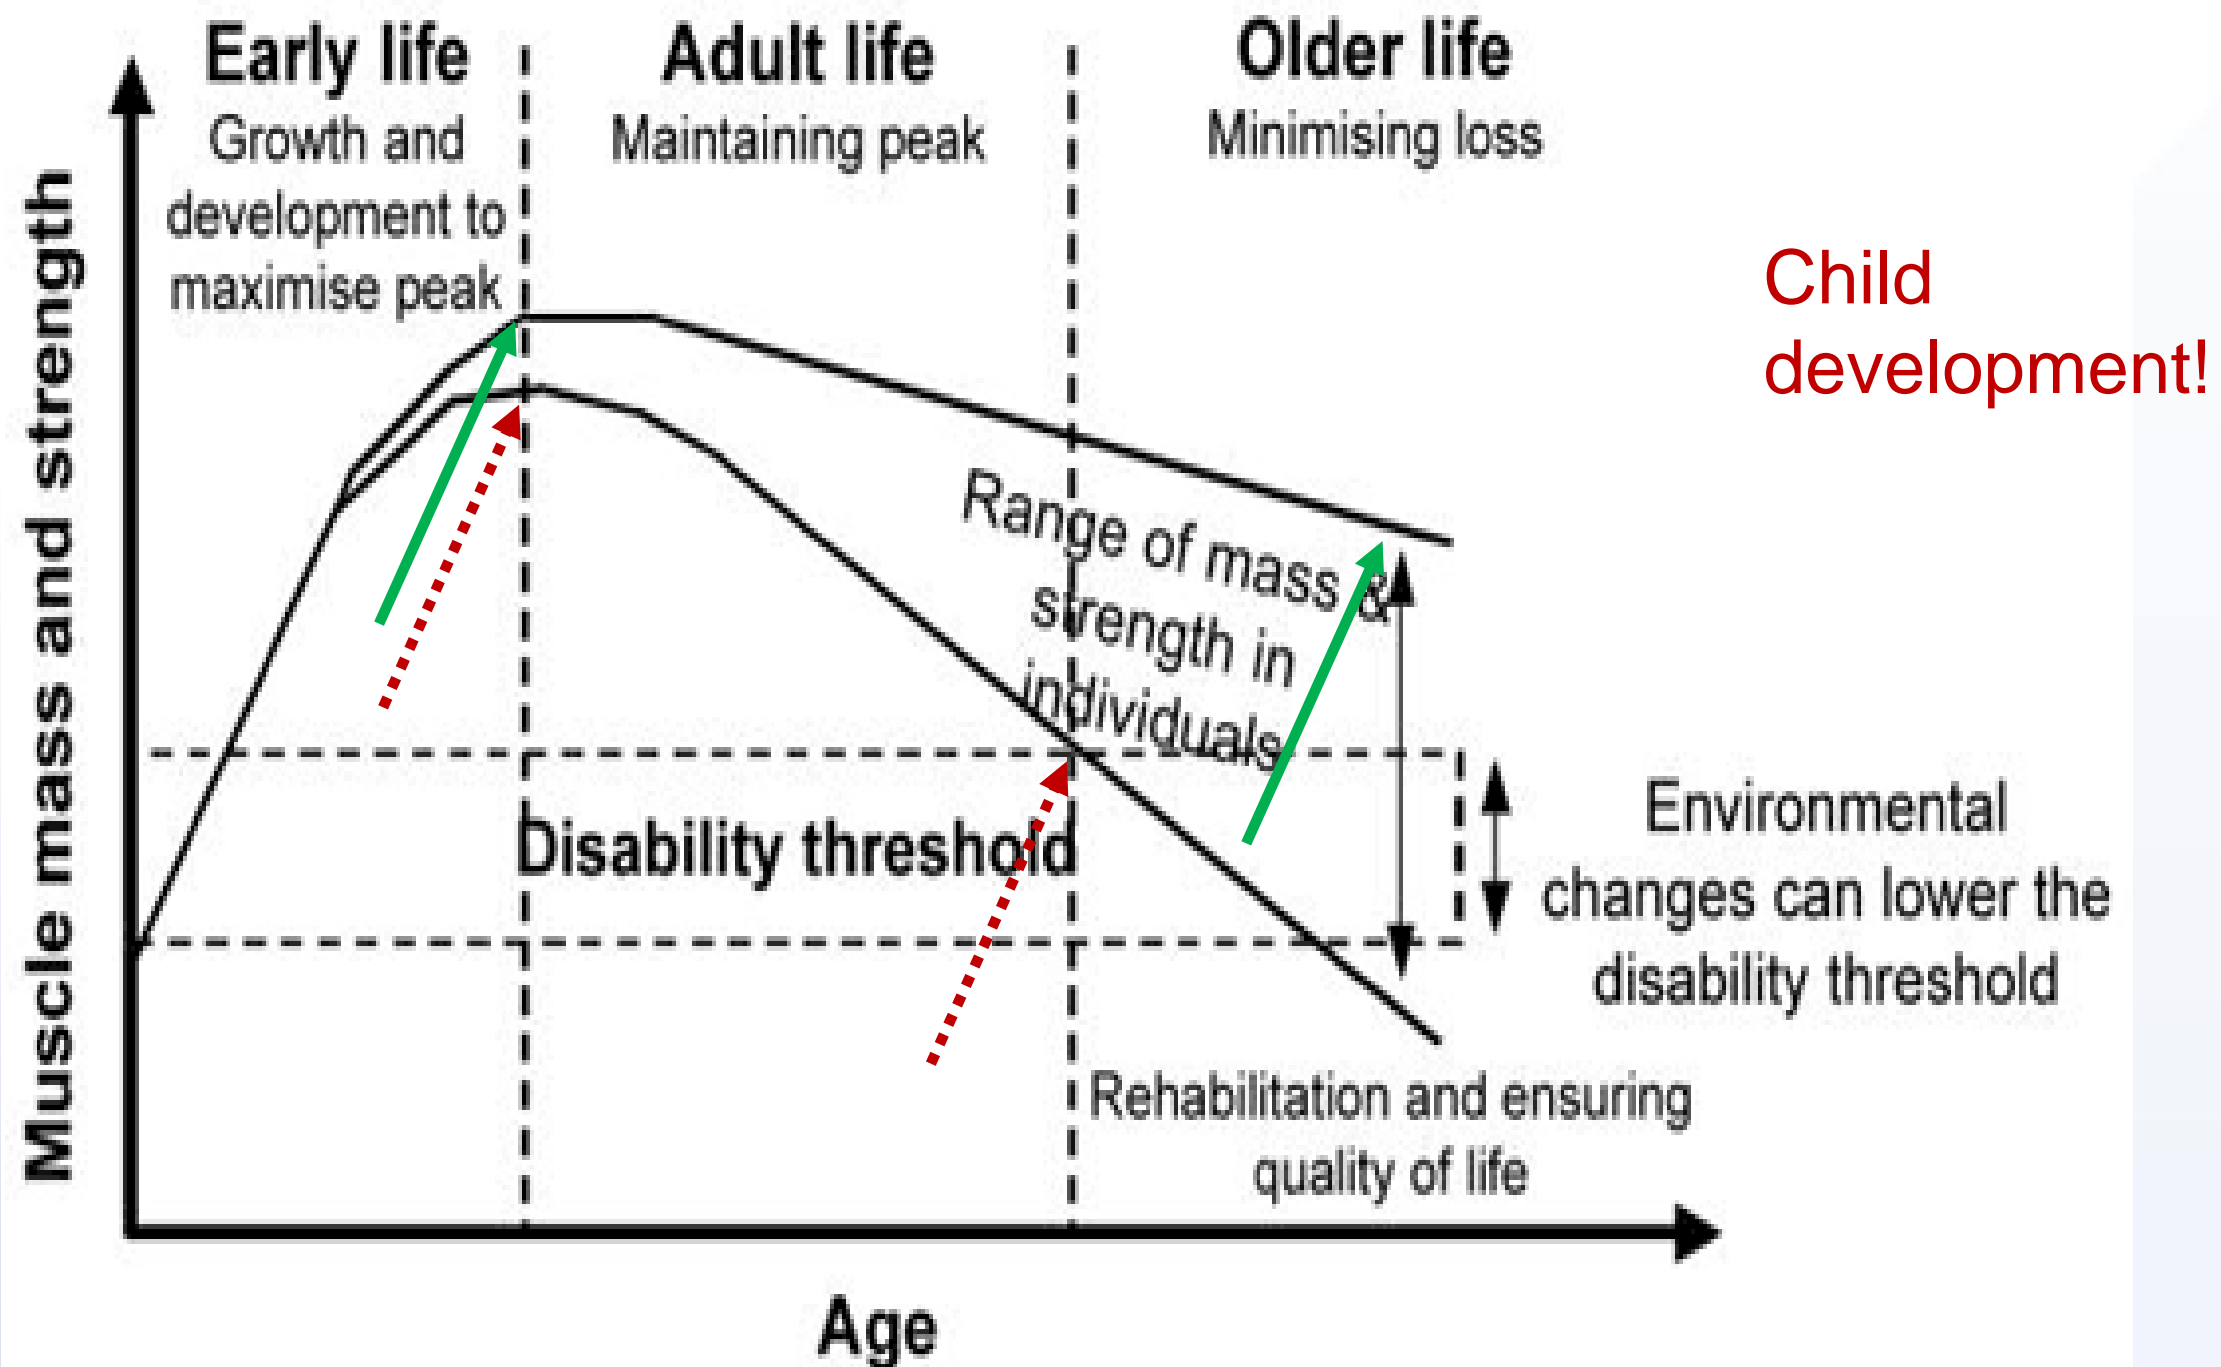 Early life
Growth and
development to
maximise peak
Adult life
Maintaining peak
Older life
Minimising loss
Child
development!
Muscle mass and strength
Range of mass &
strength in
individuals
Disability threshold
Environmental
changes can lower the
disability threshold
Rehabilitation and ensuring
quality of life
Age